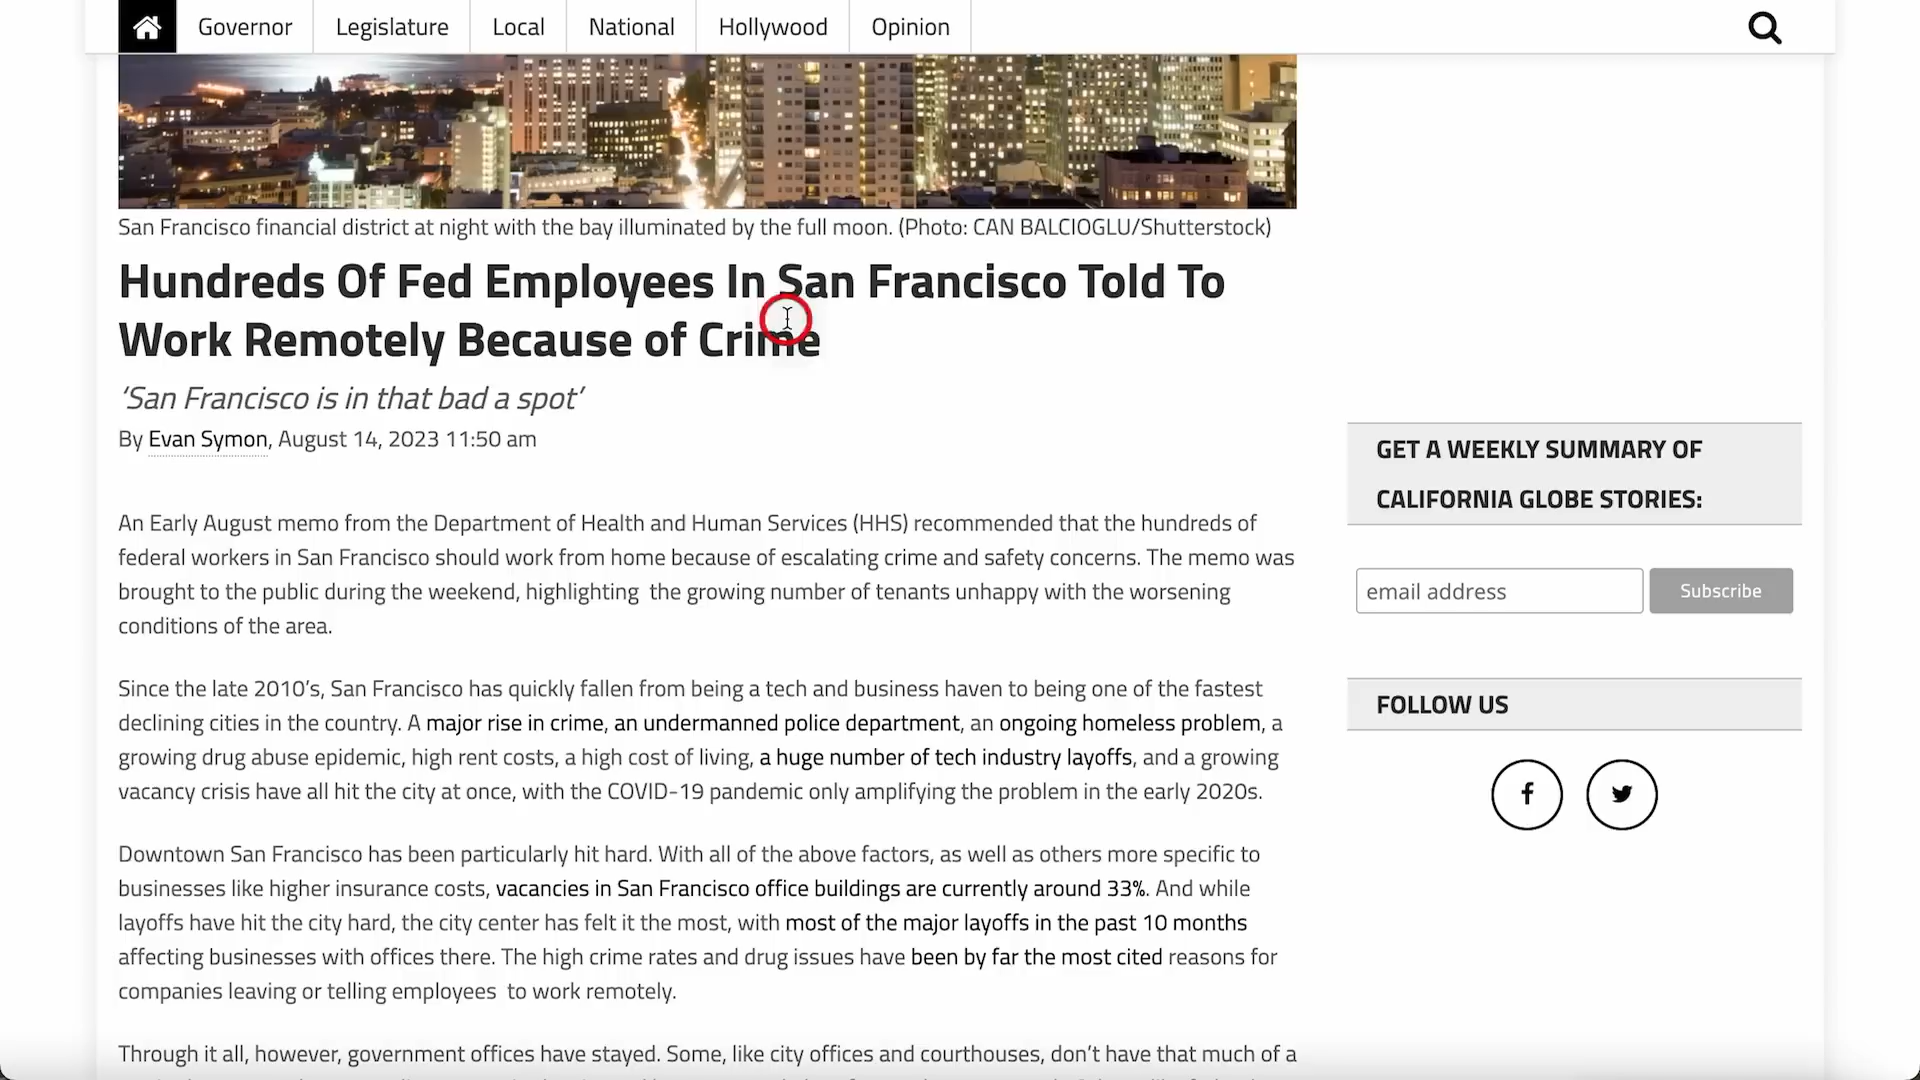 Governor Legislature Local National Hollywood Opinion
San Francisco financial district at night with the bay illuminated by the full moon. (Photo: CAN BALCIOGLU/Shutterstock)
Hundreds Of Fed Employees In San Francisco Told To
Work Remotely Because of Crime
‘San Francisco is in that bad a spot’
By Evan Symon, August 14, 2023 11:50 am
An Early August memo from the Department of Health and Human Services (HHS) recommended that the hundreds of
federal workers in San Francisco should work from home because of escalating crime and safety concerns. The memo was
brought to the public during the weekend, highlighting the growing number of tenants unhappy with the worsening
conditions of the area.
Since the late 2010’s, San Francisco has quickly fallen from being a tech and business haven to being one of the fastest
declining cities in the country. A major rise in crime, an undermanned police department, an ongoing homeless problem, a
growing drug abuse epidemic, high rent costs, a high cost of living, a huge number of tech industry layoffs, and a growing
vacancy crisis have all hit the city at once, with the COVID-19 pandemic only amplifying the problem in the early 2020s.
Downtown San Francisco has been particularly hit hard. With all of the above factors, as well as others more specific to
businesses like higher insurance costs, vacancies in San Francisco office buildings are currently around 33%. And while
layoffs have hit the city hard, the city center has felt it the most, with most of the major layoffs in the past 10 months
affecting businesses with offices there. The high crime rates and drug issues have been by far the most cited reasons for
companies leaving or telling employees to work remotely.
Through it all, however, government offices have stayed. Some, like city offices and courthouses, don’t have that much of a
GET A WEEKLY SUMMARY OF
CALIFORNIA GLOBE STORIES:
email address Subscribe
FOLLOW US